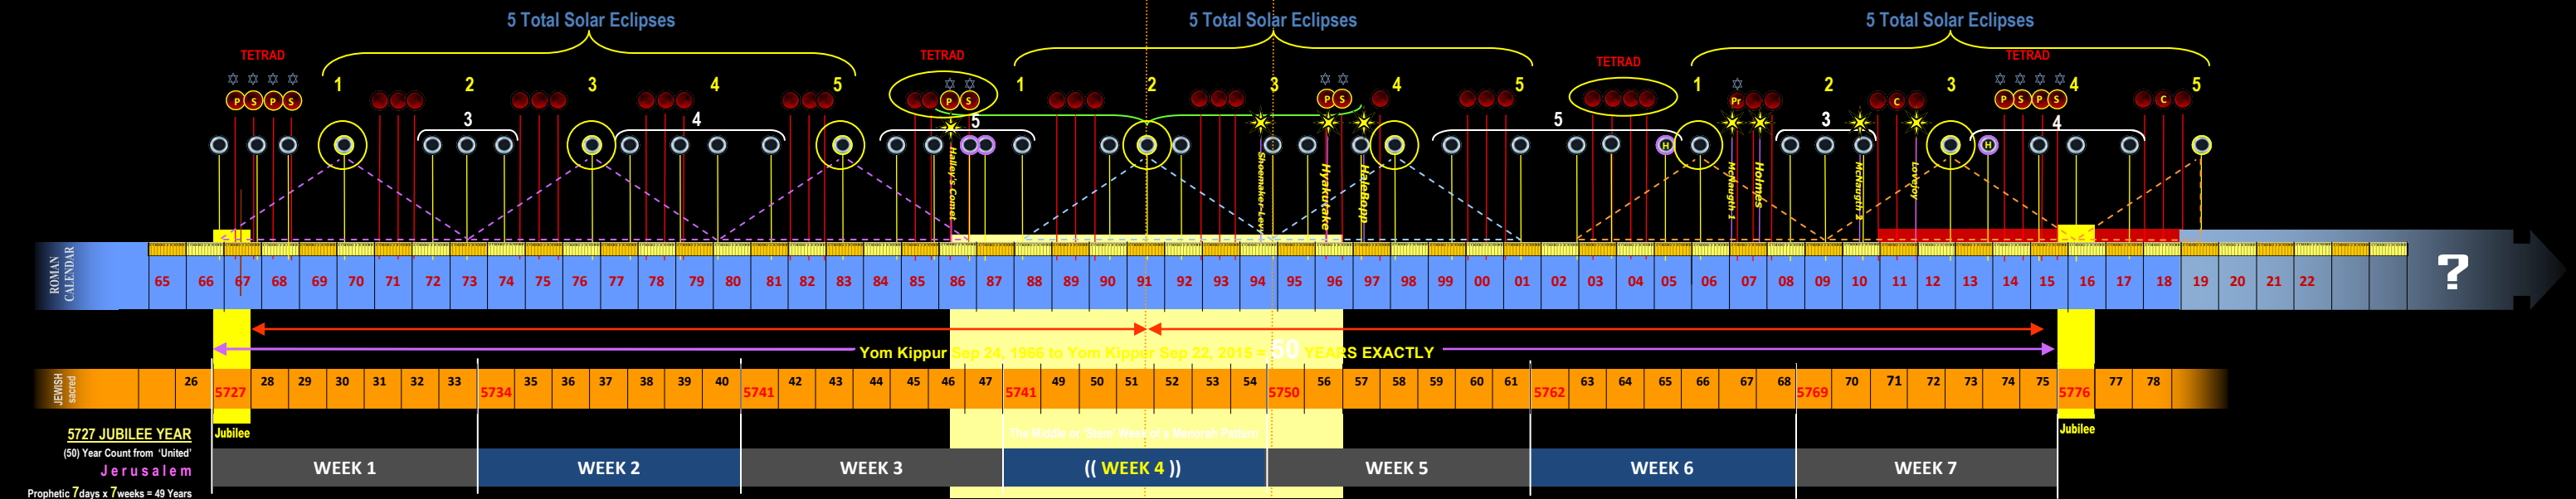 5 Total Solar Eclipses 5 Total Solar Eclipses 5 Total Solar Eclipses
TETRAD TETRAD TETRAD TETRAD
1 2 3 4 5 1 2 3 4 5 1 2 3 4 5
P S P S P S P S Pr C P S P S C
3 4 5 5 3 4
H H
Halley's Comet
Shoemaker-Levy
Hyakutake
HaleBopp
McNaugth 1
Holmes
McNaugth 2
Lovejoy
ROMAN
CALENDAR
65 66 67 68 69 70 71 72 73 74 75 76 77 78 79 80 81 82 83 84 85 86 87 88 89 90 91 92 93 94 95 96 97 98 99 00 01 02 03 04 05 06 07 08 09 10 11 12 13 14 15 16 17 18 19 20 21 22 ?
Yom Kippur Sep 24, 1966 to Yom Kippur Sep 22, 2015 = 50 YEARS EXACTLY
JEWISH
sacred
26 5727 28 29 30 31 32 33 5734 35 36 37 38 39 40 5741 42 43 44 45 46 47 5741 49 50 51 52 53 54 5750 56 57 58 59 60 61 5762 63 64 65 66 67 68 5769 70 71 72 73 74 75 5776 77 78
5727 JUBILEE YEAR
(50) Year Count from 'United'
Jerusalem
Prophetic 7days x 7weeks = 49 Years
Jubilee Jubilee
The Middle or 'Stem' Week of a Menorah Pattern
WEEK 1 WEEK 2 WEEK 3 (( WEEK 4 )) WEEK 5 WEEK 6 WEEK 7